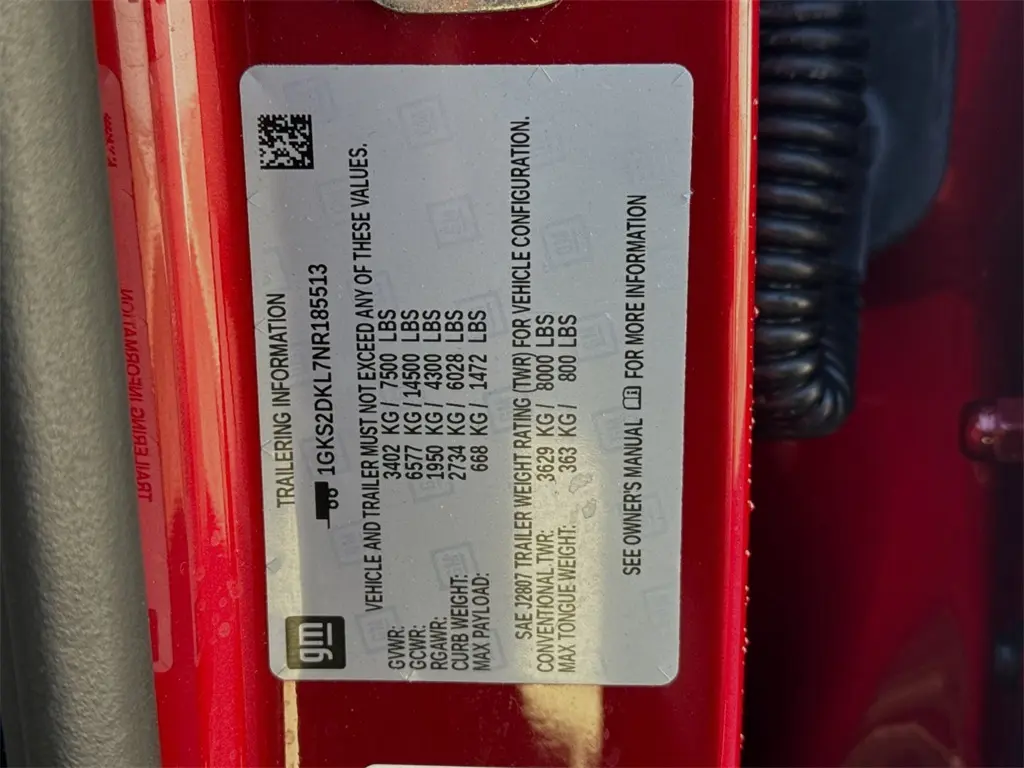 gm
TRAILERING INFORMATION
1GKS2DKL7NR185513
VEHICLE AND TRAILER MUST NOT EXCEED ANY OF THESE VALUES.
GVWR: 3402 KG / 7500 LBS
GCWR: 6577 KG / 14500 LBS
RGAWR: 1950 KG / 4300 LBS
CURB WEIGHT: 2734 KG / 6028 LBS
MAX PAYLOAD: 668 KG / 1472 LBS
SAE J2807 TRAILER WEIGHT RATING (TWR) FOR VEHICLE CONFIGURATION.
CONVENTIONAL TWR: 3629 KG / 8000 LBS
MAX TONGUE WEIGHT: 363 KG / 800 LBS
SEE OWNER'S MANUAL FOR MORE INFORMATION
TRAILERING INFORMATION